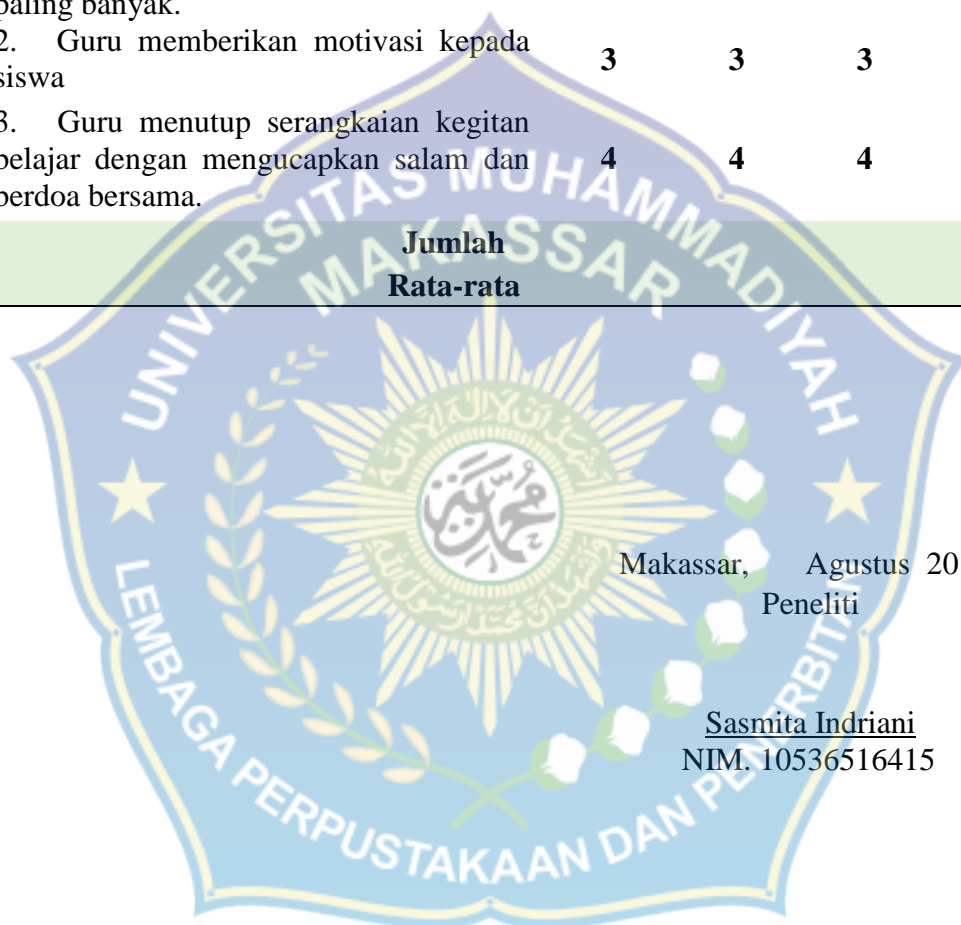 paling banyak.
2. Guru memberikan motivasi kepada
siswa
3 3 3
3. Guru menutup serangkaian kegitan
belajar dengan mengucapkan salam dan
berdoa bersama.
4 4 4
Jumlah
Rata-rata
UNIVERSITAS MUHAMMADIYAH
MAKASSAR
Makassar, Agustus 20
Peneliti
Sasmita Indriani
NIM. 10536516415
LEMBAGA PERPUSTAKAAN DAN PENERBITAN